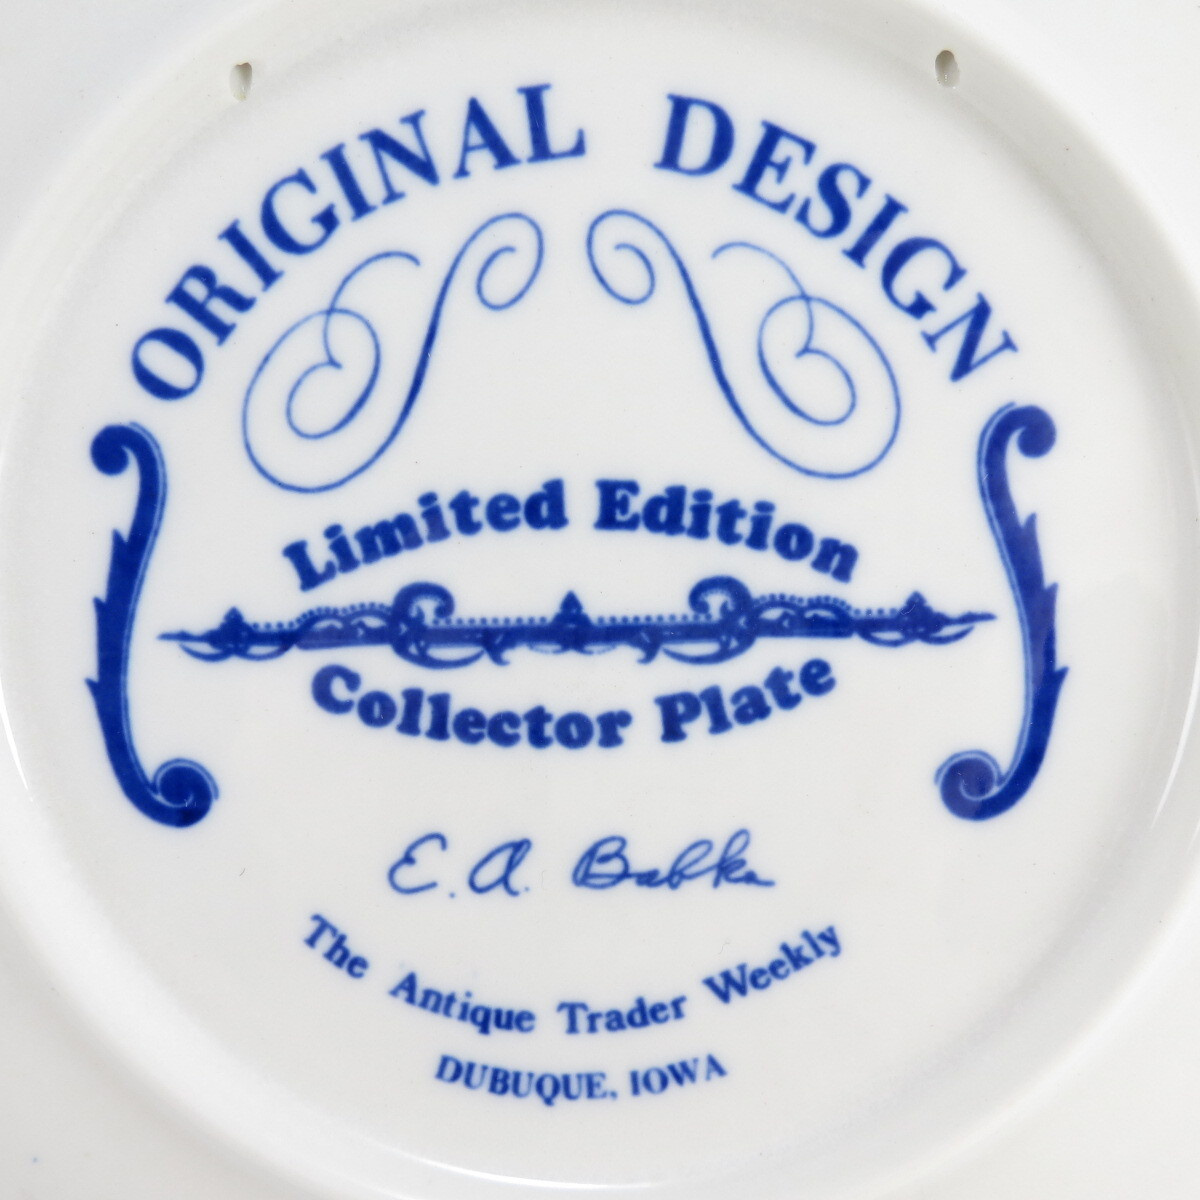 ORIGINAL DESIGN
Limited Edition
Collector Plate
E. A. Babka
The Antique Trader Weekly
DUBUQUE, IOWA